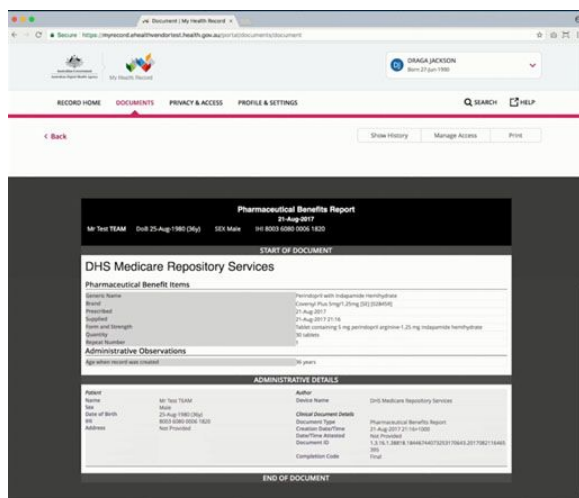 Document | My Health Record
Secure https://myrecord.ehealthvendortest.health.gov.au/portal/documents/document
Australian Government
Australian Digital Health Agency
My Health Record
DJ
DRAGA JACKSON
Born 27-Jun-1980
RECORD HOME DOCUMENTS PRIVACY & ACCESS PROFILE & SETTINGS SEARCH HELP
< Back Show History Manage Access Print
Pharmaceutical Benefits Report
21-Aug-2017
Mr Test TEAM DoB 25-Aug-1980 (36y) SEX Male IHI 8003 6080 0006 1820
START OF DOCUMENT
DHS Medicare Repository Services
Pharmaceutical Benefit Items
Generic Name Perindopril with Indapamide Hemihydrate
Brand Coversyl Plus 5mg/1.25mg
Prescribed 21-Aug-2017
Supplied 21-Aug-2017 21:16
Form and Strength Tablet containing 5 mg perindopril arginine-1.25 mg indapamide hemihydrate
Quantity 30 tablets
Repeat Number 1
Administrative Observations
Age when record was created 36 years
ADMINISTRATIVE DETAILS
Patient
Name Mr Test TEAM
Sex Male
Date of Birth 25-Aug-1980 (36y)
IHI 8003 6080 0006 1820
Address Not Provided
Author
Device Name DHS Medicare Repository Services
Clinical Document Details
Document Type Pharmaceutical Benefits Report
Creation Date/Time 21-Aug-2017 21:16+1000
Date/Time Attested Not Provided
Document ID
Completion Code Final
END OF DOCUMENT